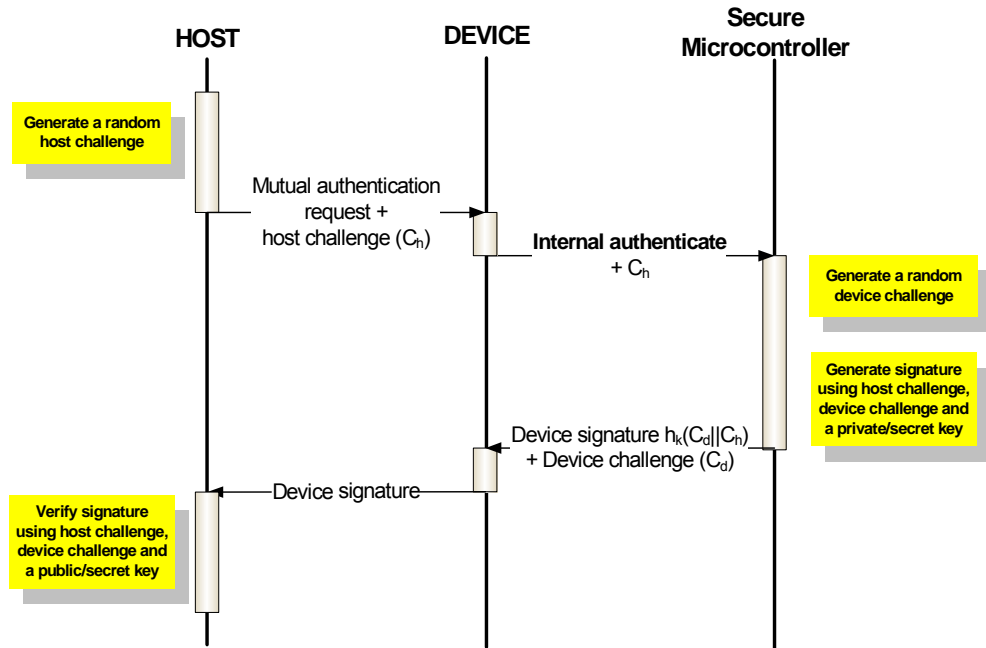 HOST
DEVICE
Secure
Microcontroller
Generate a random
host challenge
Mutual authentication
request +
host challenge (Cₕ)
Internal authenticate
+ Cₕ
Generate a random
device challenge
Generate signature
using host challenge,
device challenge and
a private/secret key
Device signature hₖ(C_d||Cₕ)
+ Device challenge (C_d)
Device signature
Verify signature
using host challenge,
device challenge and
a public/secret key